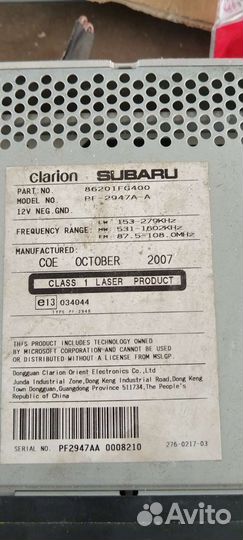 clarion SUBARU
PART NO. 86201FG400
MODEL NO. PF-2947A-A
12V NEG.GND.
LW 153-279KHz
FREQUENCY RANGE: MW 531-1602KHz
FM 87.5-108.0MHz
MANUFACTURED:
COE OCTOBER 2007
CLASS 1 LASER PRODUCT
e13 034044
TYPE PF-2948
THIS PRODUCT INCLUDES TECHNOLOGY OWNED
BY MICROSOFT CORPORATION AND CANNOT BE
DISTRIBUTED WITHOUT A LICENSE FROM MSLGP.
Dongguan Clarion Orient Electronics Co.,Ltd
Junda Industrial Zone,Dong Keng Industrial Road,Dong Keng
Town Dongguan,Guangdong Province 511734,The People's
Republic of China
SERIAL NO. PF2947AA 0008210
276-0217-03
Avito